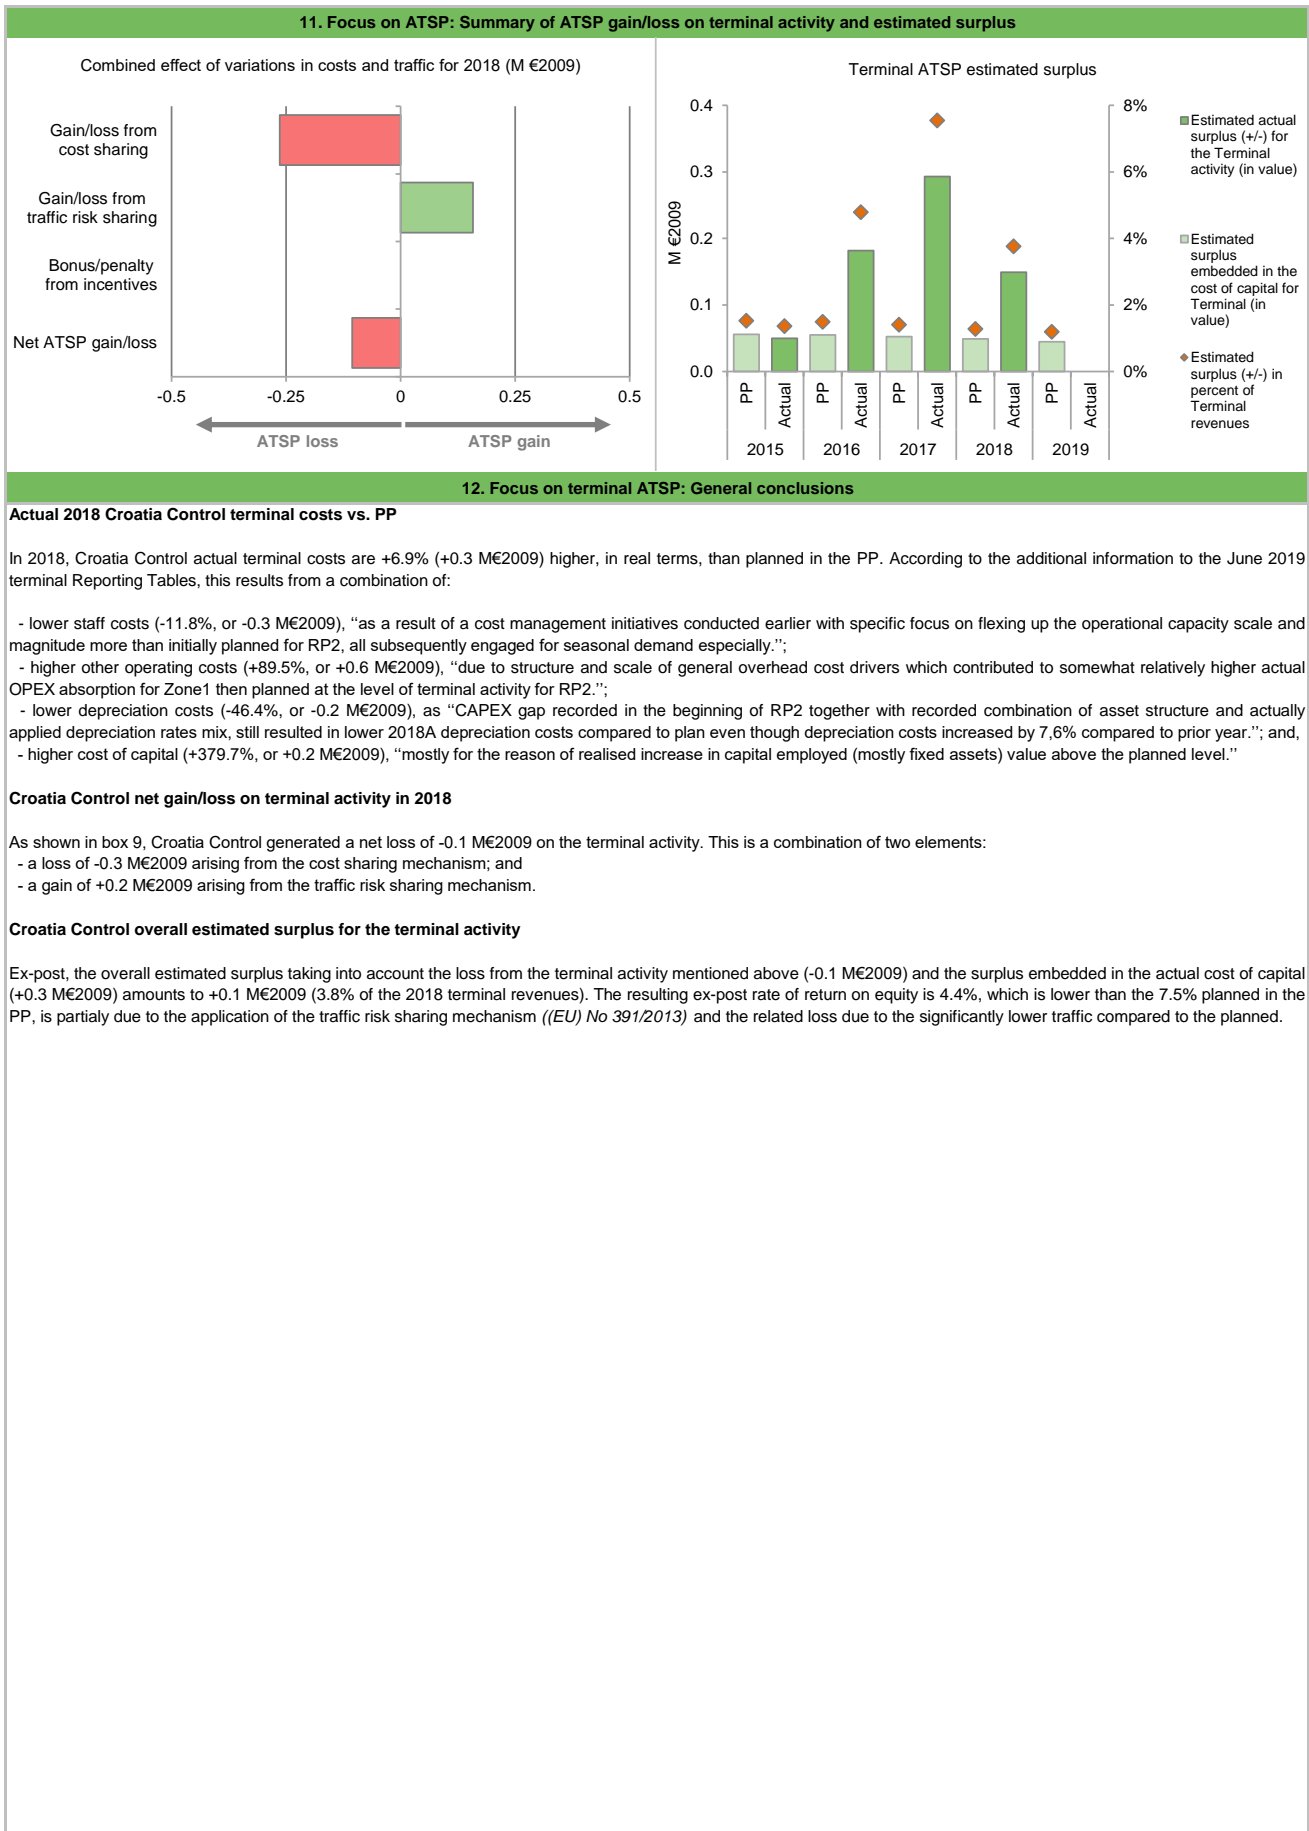 11. Focus on ATSP: Summary of ATSP gain/loss on terminal activity and estimated surplus
Combined effect of variations in costs and traffic for 2018 (M €2009)
Gain/loss from
cost sharing
Gain/loss from
traffic risk sharing
Bonus/penalty
from incentives
Net ATSP gain/loss
-0.5
-0.25
0
0.25
0.5
ATSP loss
ATSP gain
Terminal ATSP estimated surplus
M €2009
0.4
0.3
0.2
0.1
0.0
8%
6%
4%
2%
0%
PP
Actual
PP
Actual
PP
Actual
PP
Actual
PP
Actual
2015
2016
2017
2018
2019
Estimated actual
surplus (+/-) for
the Terminal
activity (in value)
Estimated
surplus
embedded in the
cost of capital for
Terminal (in
value)
Estimated
surplus (+/-) in
percent of
Terminal
revenues
12. Focus on terminal ATSP: General conclusions
Actual 2018 Croatia Control terminal costs vs. PP
In 2018, Croatia Control actual terminal costs are +6.9% (+0.3 M€2009) higher, in real terms, than planned in the PP. According to the additional information to the June 2019
terminal Reporting Tables, this results from a combination of:
- lower staff costs (-11.8%, or -0.3 M€2009), ‘‘as a result of a cost management initiatives conducted earlier with specific focus on flexing up the operational capacity scale and
magnitude more than initially planned for RP2, all subsequently engaged for seasonal demand especially.’’;
- higher other operating costs (+89.5%, or +0.6 M€2009), ‘‘due to structure and scale of general overhead cost drivers which contributed to somewhat relatively higher actual
OPEX absorption for Zone1 then planned at the level of terminal activity for RP2.’’;
- lower depreciation costs (-46.4%, or -0.2 M€2009), as ‘‘CAPEX gap recorded in the beginning of RP2 together with recorded combination of asset structure and actually
applied depreciation rates mix, still resulted in lower 2018A depreciation costs compared to plan even though depreciation costs increased by 7,6% compared to prior year.’’; and,
- higher cost of capital (+379.7%, or +0.2 M€2009), ‘‘mostly for the reason of realised increase in capital employed (mostly fixed assets) value above the planned level.’’
Croatia Control net gain/loss on terminal activity in 2018
As shown in box 9, Croatia Control generated a net loss of -0.1 M€2009 on the terminal activity. This is a combination of two elements:
- a loss of -0.3 M€2009 arising from the cost sharing mechanism; and
- a gain of +0.2 M€2009 arising from the traffic risk sharing mechanism.
Croatia Control overall estimated surplus for the terminal activity
Ex-post, the overall estimated surplus taking into account the loss from the terminal activity mentioned above (-0.1 M€2009) and the surplus embedded in the actual cost of capital
(+0.3 M€2009) amounts to +0.1 M€2009 (3.8% of the 2018 terminal revenues). The resulting ex-post rate of return on equity is 4.4%, which is lower than the 7.5% planned in the
PP, is partialy due to the application of the traffic risk sharing mechanism ((EU) No 391/2013) and the related loss due to the significantly lower traffic compared to the planned.